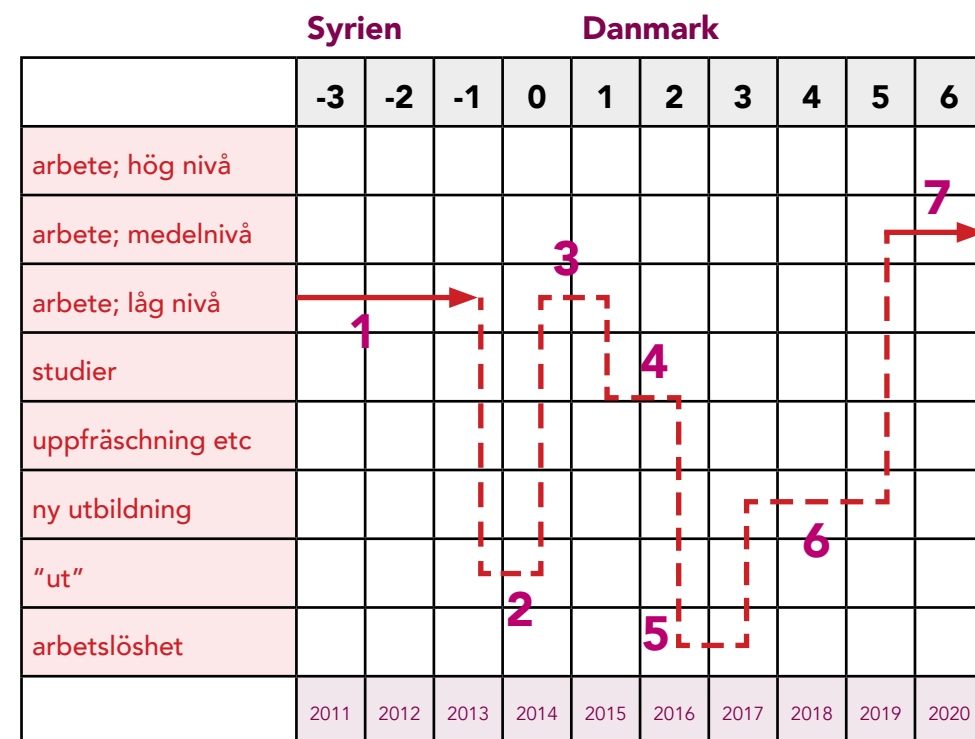 Syrien Danmark
-3 -2 -1 0 1 2 3 4 5 6
arbete; hög nivå
7
arbete; medelnivå
3
arbete; låg nivå
1
studier
4
uppfräschning etc
ny utbildning
6
"ut"
2
arbetslöshet
5
2011 2012 2013 2014 2015 2016 2017 2018 2019 2020